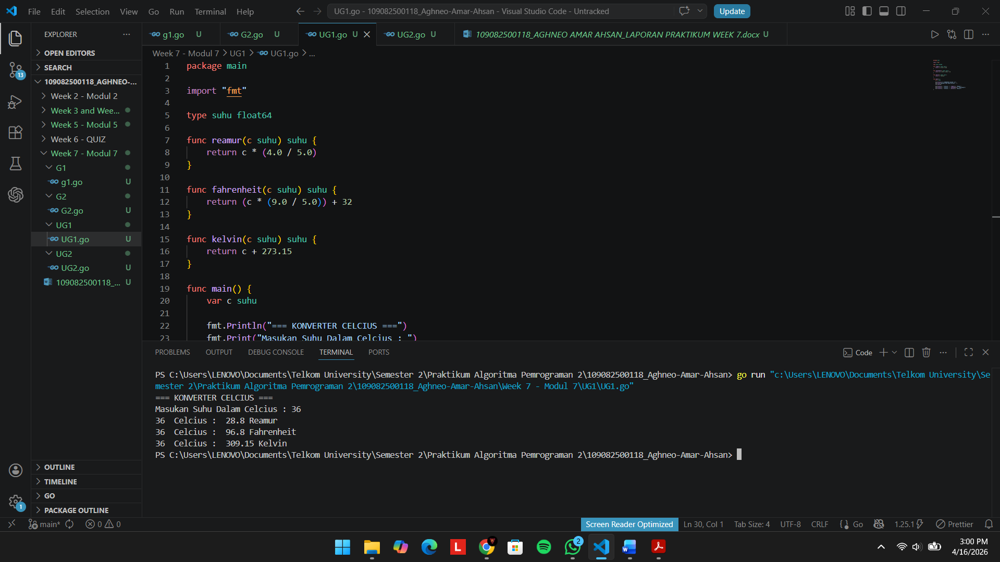 File Edit Selection View Go Run Terminal Help
UG1.go - 109082500118_Aghneo-Amar-Ahsan - Visual Studio Code - Untracked
Update
EXPLORER
OPEN EDITORS
SEARCH
109082500118_AGHNEO-...
Week 2 - Modul 2
Week 3 and Wee...
Week 5 - Modul 5
Week 6 - QUIZ
Week 7 - Modul 7
G1
g1.go U
G2
G2.go U
UG1
UG1.go U
UG2
UG2.go U
109082500118_... U
OUTLINE
TIMELINE
GO
PACKAGE OUTLINE
13
1
g1.go U G2.go U UG1.go U UG2.go U 109082500118_AGHNEO AMAR AHSAN_LAPORAN PRAKTIKUM WEEK 7.docx U
Week 7 - Modul 7 > UG1 > UG1.go > ...
1 package main
2
3 import "fmt"
4
5 type suhu float64
6
7 func reamur(c suhu) suhu {
8 return c * (4.0 / 5.0)
9 }
10
11 func fahrenheit(c suhu) suhu {
12 return (c * (9.0 / 5.0)) + 32
13 }
14
15 func kelvin(c suhu) suhu {
16 return c + 273.15
17 }
18
19 func main() {
20 var c suhu
21
22 fmt.Println("=== KONVERTER CELCIUS ===")
23 fmt.Print("Masukan Suhu Dalam Celcius : ")
PROBLEMS OUTPUT DEBUG CONSOLE TERMINAL PORTS
Code
PS C:\Users\LENOVO\Documents\Telkom University\Semester 2\Praktikum Algoritma Pemrograman 2\109082500118_Aghneo-Amar-Ahsan> go run "c:\Users\LENOVO\Documents\Telkom University\Se
mester 2\Praktikum Algoritma Pemrograman 2\109082500118_Aghneo-Amar-Ahsan\Week 7 - Modul 7\UG1\UG1.go"
=== KONVERTER CELCIUS ===
Masukan Suhu Dalam Celcius : 36
36 Celcius : 28.8 Reamur
36 Celcius : 96.8 Fahrenheit
36 Celcius : 309.15 Kelvin
PS C:\Users\LENOVO\Documents\Telkom University\Semester 2\Praktikum Algoritma Pemrograman 2\109082500118_Aghneo-Amar-Ahsan>
main* 0 0
Screen Reader Optimized Ln 30, Col 1 Tab Size: 4 UTF-8 CRLF {} Go 1.25.1 Prettier
L
2
3:00 PM
4/16/2026